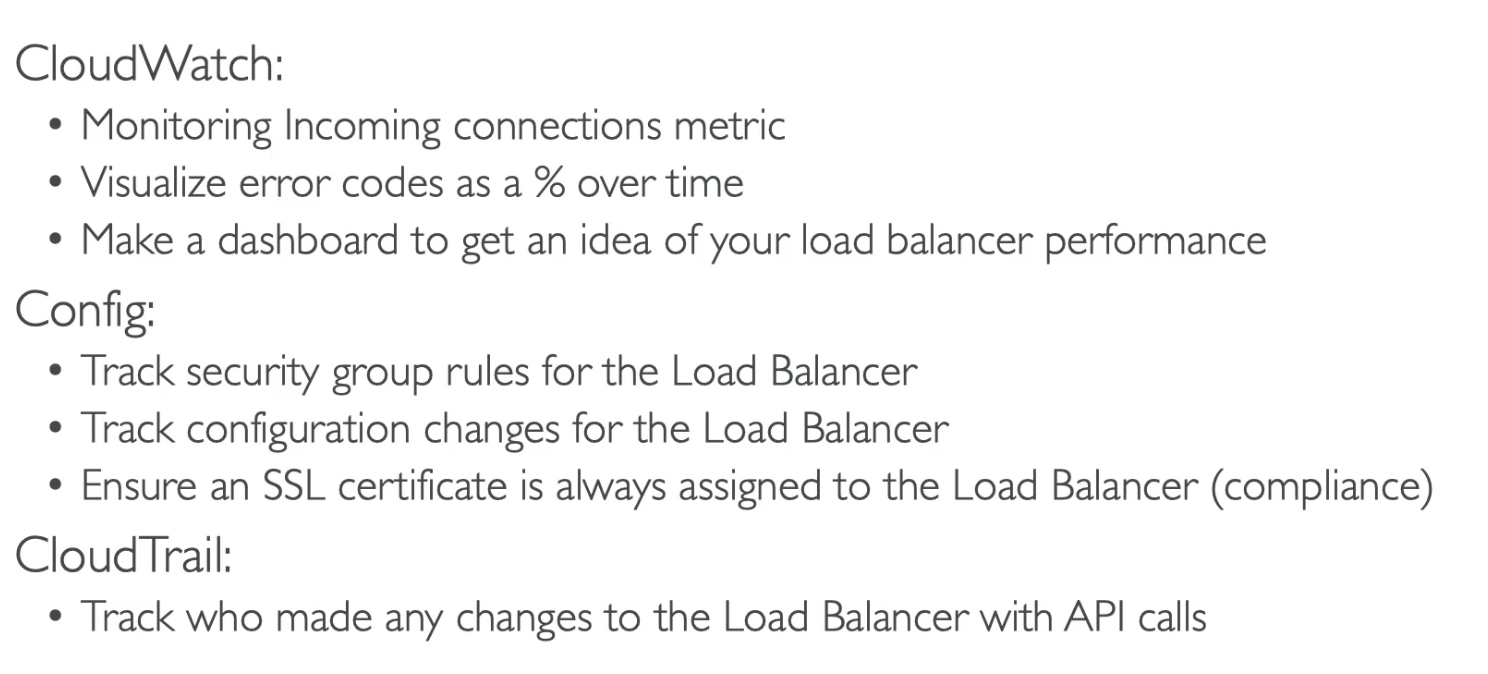 CloudWatch:
• Monitoring Incoming connections metric
• Visualize error codes as a % over time
• Make a dashboard to get an idea of your load balancer performance
Config:
• Track security group rules for the Load Balancer
• Track configuration changes for the Load Balancer
• Ensure an SSL certificate is always assigned to the Load Balancer (compliance)
CloudTrail:
• Track who made any changes to the Load Balancer with API calls